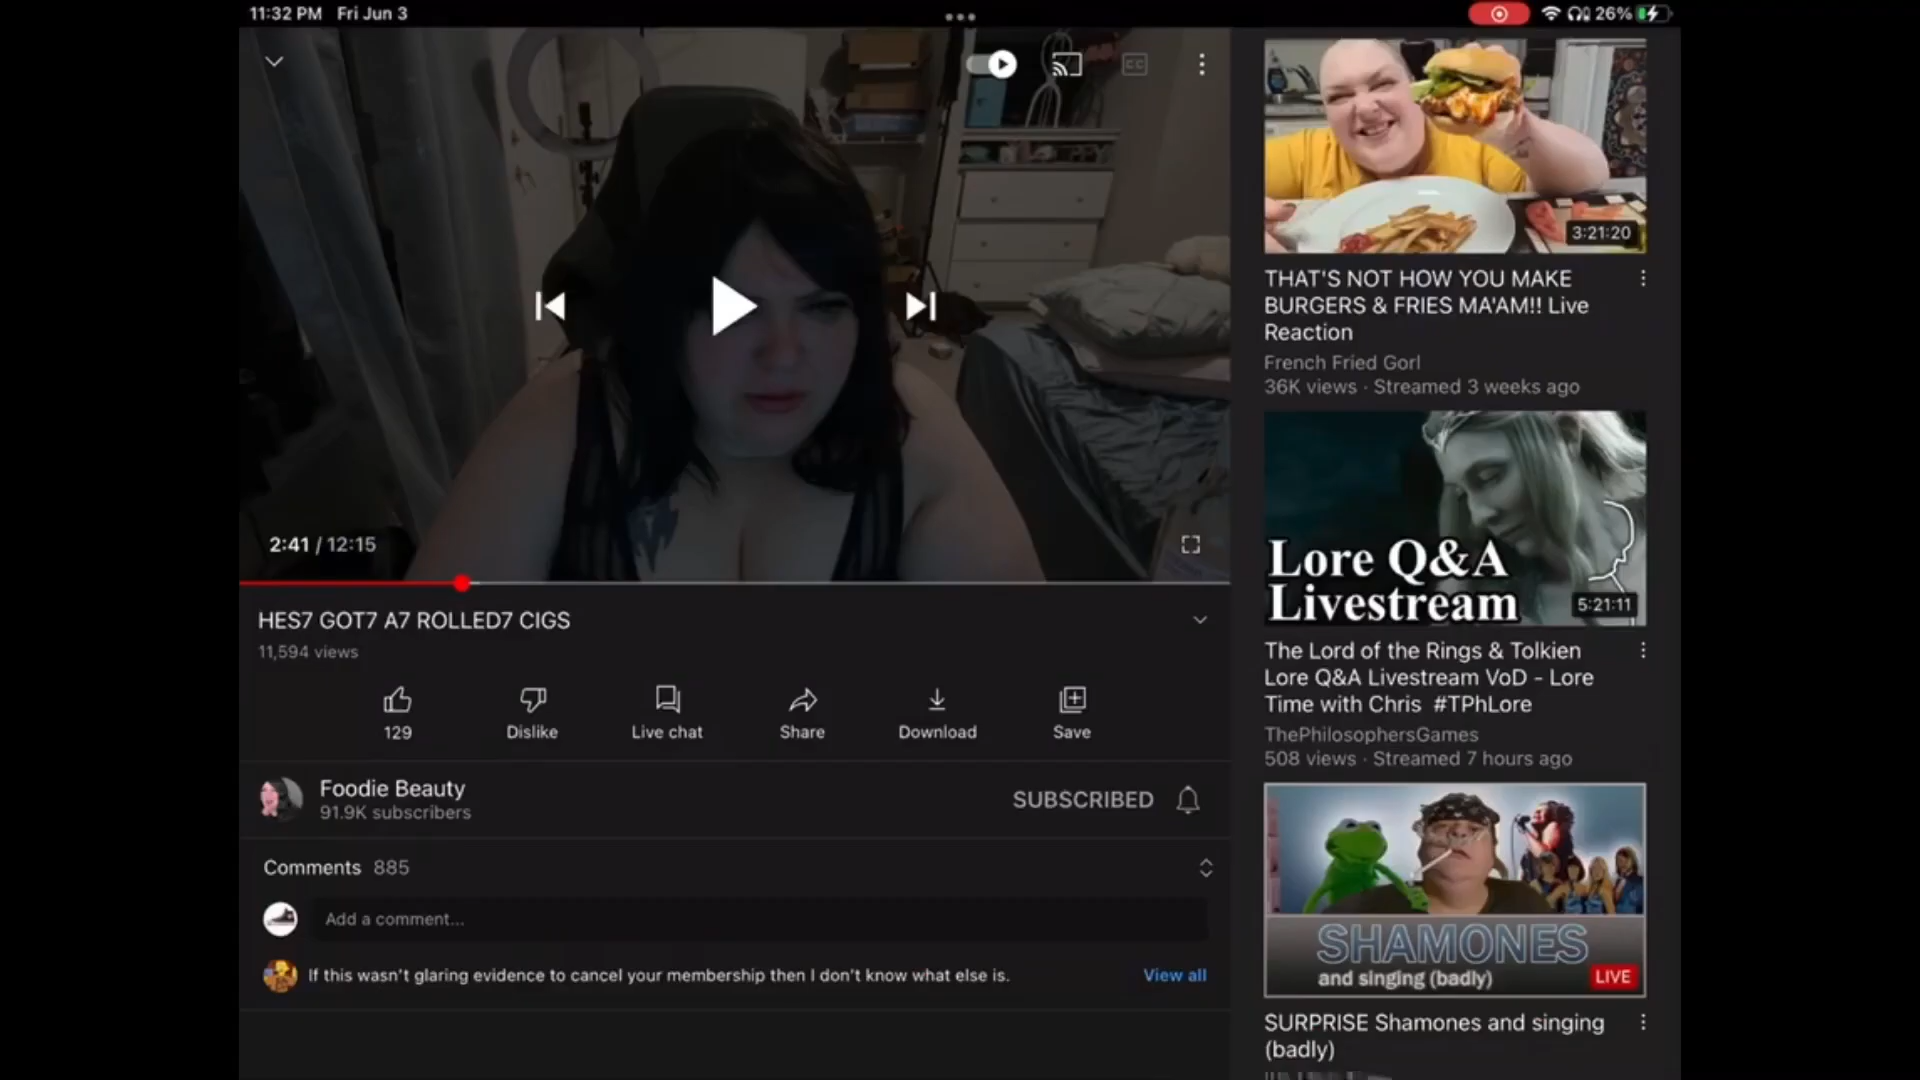 11:32 PM Fri Jun 3
26%
CC
2:41 / 12:15
HES7 GOT7 A7 ROLLED7 CIGS
11,594 views
129
Dislike
Live chat
Share
Download
Save
Foodie Beauty
91.9K subscribers
SUBSCRIBED
Comments 885
Add a comment...
If this wasn't glaring evidence to cancel your membership then I don't know what else is.
View all
3:21:20
THAT'S NOT HOW YOU MAKE
BURGERS & FRIES MA'AM!! Live
Reaction
French Fried Gorl
36K views · Streamed 3 weeks ago
Lore Q&A
Livestream
5:21:11
The Lord of the Rings & Tolkien
Lore Q&A Livestream VoD - Lore
Time with Chris #TPhLore
ThePhilosophersGames
508 views · Streamed 7 hours ago
SHAMONES
and singing (badly)
LIVE
SURPRISE Shamones and singing
(badly)